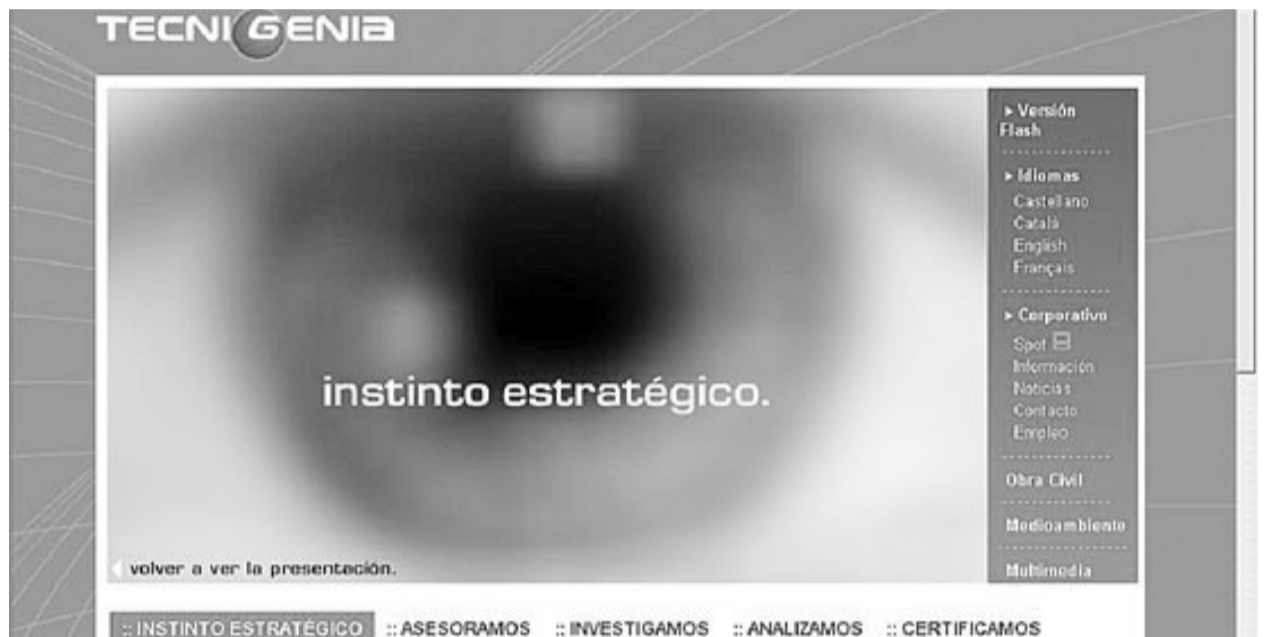 TECNIGENIA
▸ Versión
Flash
▸ Idiomas
Castellano
Català
English
Français
▸ Corporativo
Spot
Información
Noticias
Contacto
Empleo
Obra Civil
Medioambiente
Multimedia
instinto estratégico.
volver a ver la presentación.
:: INSTINTO ESTRATÉGICO :: ASESORAMOS :: INVESTIGAMOS :: ANALIZAMOS :: CERTIFICAMOS